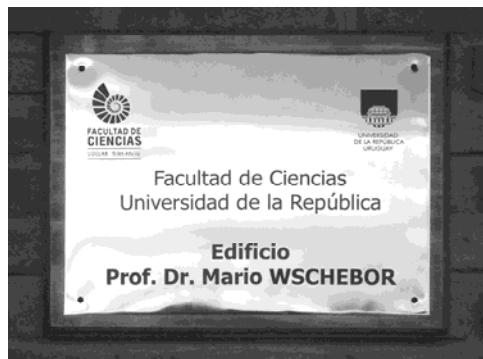 FACULTAD DE
CIENCIAS
UNIVERSIDAD
DE LA REPÚBLICA
URUGUAY
Facultad de Ciencias
Universidad de la República
Edificio
Prof. Dr. Mario WSCHEBOR